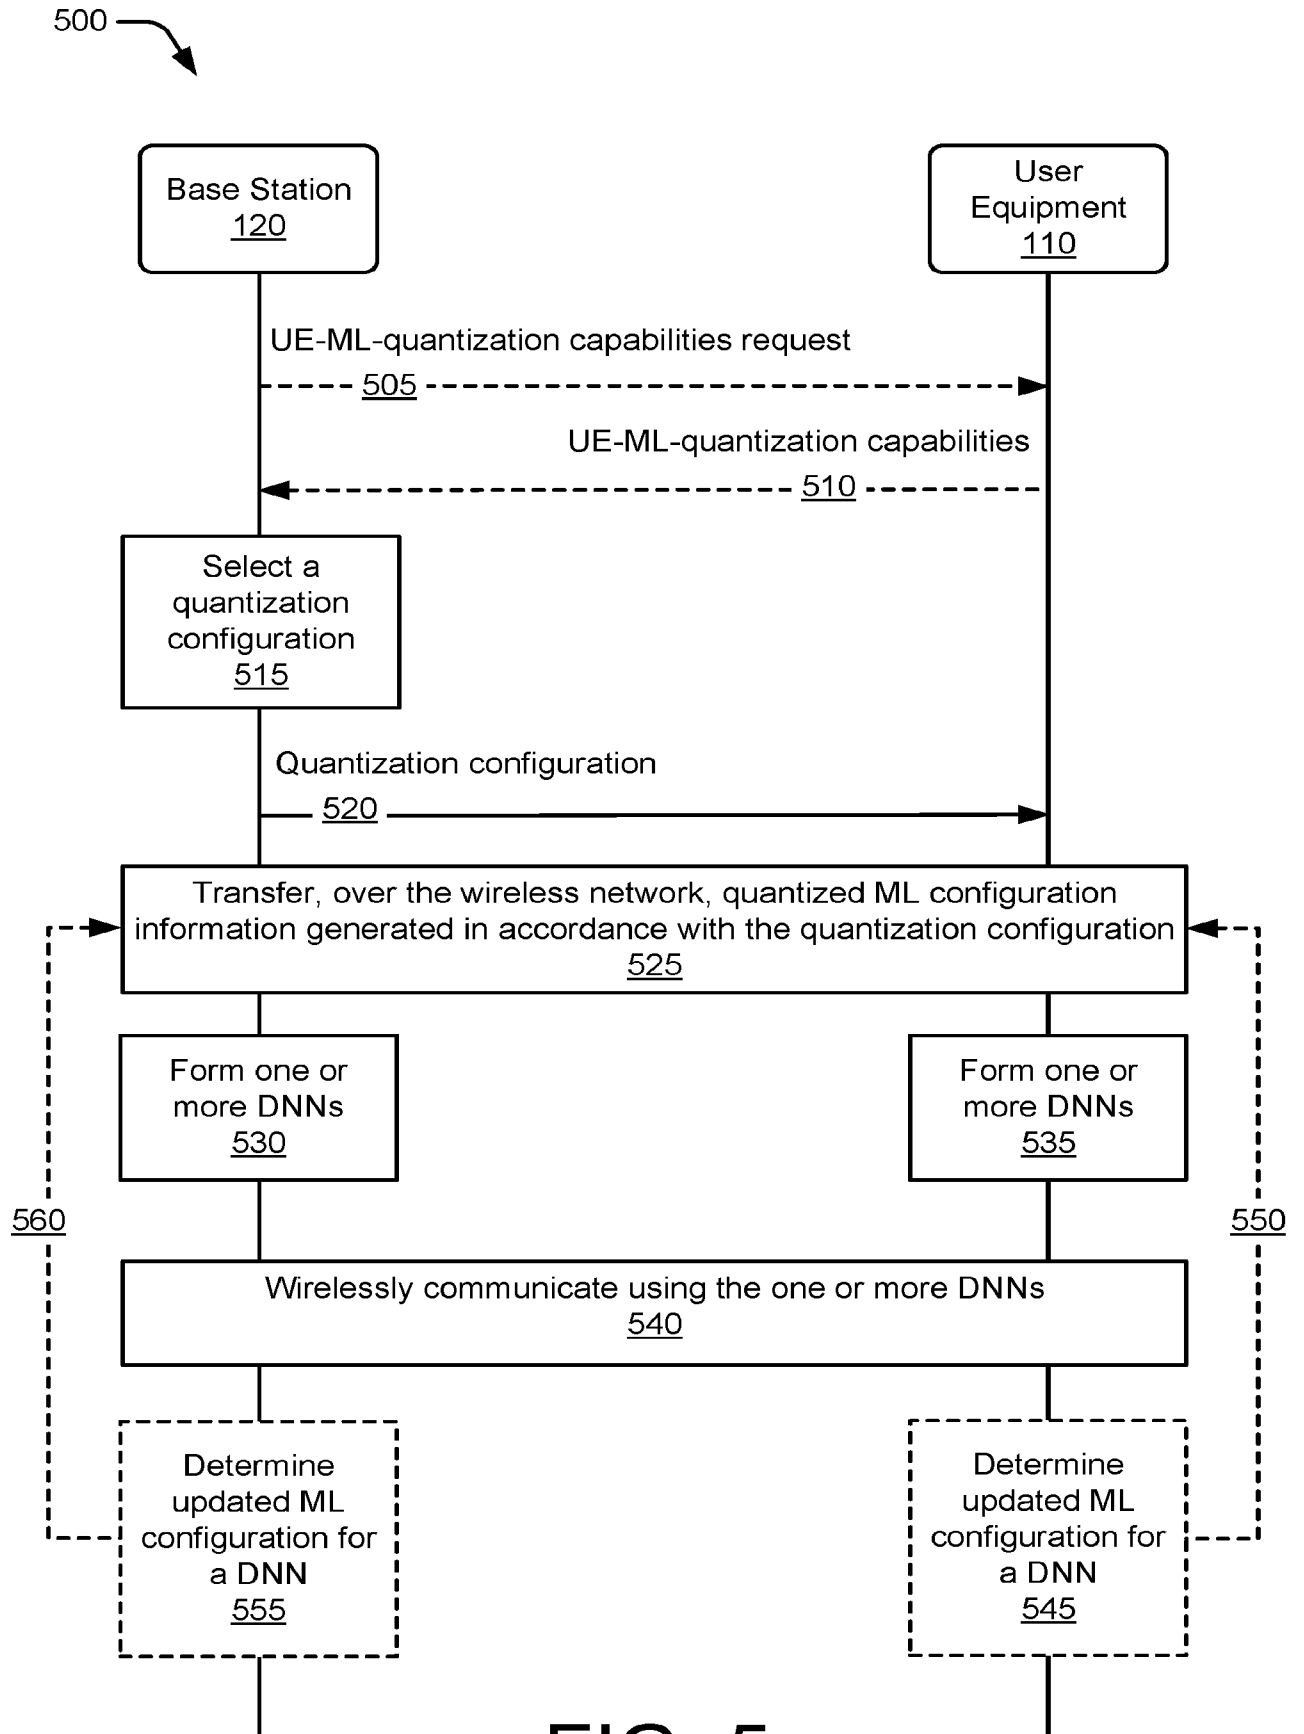 500
Base Station
120
User
Equipment
110
UE-ML-quantization capabilities request
505
UE-ML-quantization capabilities
510
Select a
quantization
configuration
515
Quantization configuration
520
Transfer, over the wireless network, quantized ML configuration
information generated in accordance with the quantization configuration
525
Form one or
more DNNs
530
Form one or
more DNNs
535
560
550
Wirelessly communicate using the one or more DNNs
540
Determine
updated ML
configuration for
a DNN
555
Determine
updated ML
configuration for
a DNN
545
FIG. 5